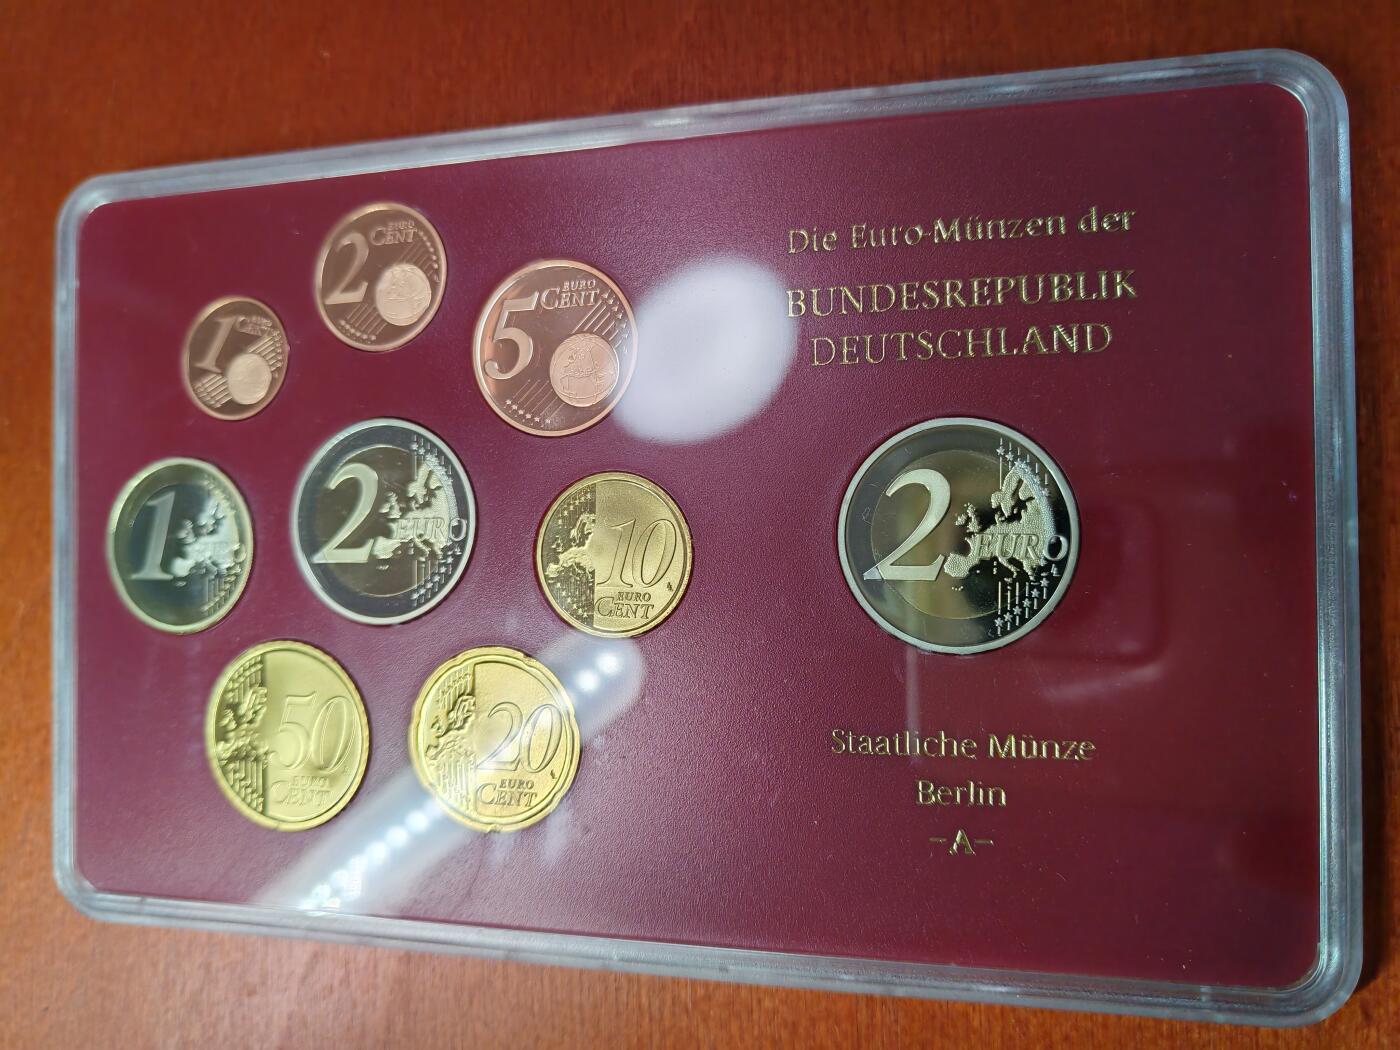 Die Euro-Münzen der
BUNDESREPUBLIK
DEUTSCHLAND
2 EURO
CENT
5 EURO
CENT
1 EURO
CENT
1 EURO
2 EURO
10
EURO
CENT
2 EURO
50
EURO
CENT
20
EURO
CENT
Staatliche Münze
Berlin
-A-